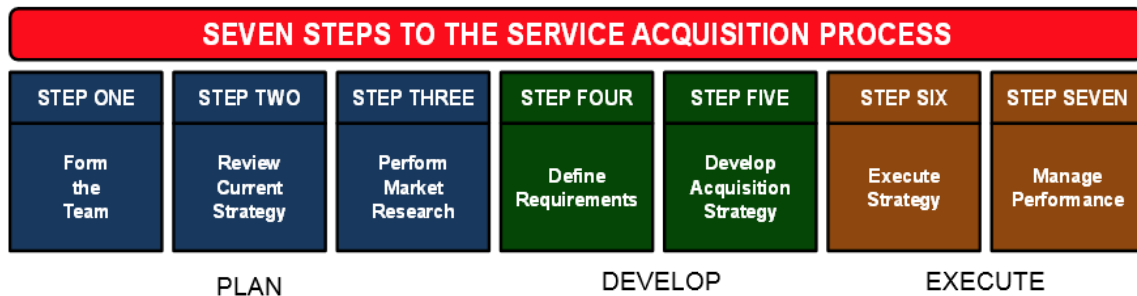 SEVEN STEPS TO THE SERVICE ACQUISITION PROCESS
STEP ONE
Form
the
Team
STEP TWO
Review
Current
Strategy
STEP THREE
Perform
Market
Research
STEP FOUR
Define
Requirements
STEP FIVE
Develop
Acquisition
Strategy
STEP SIX
Execute
Strategy
STEP SEVEN
Manage
Performance
PLAN
DEVELOP
EXECUTE